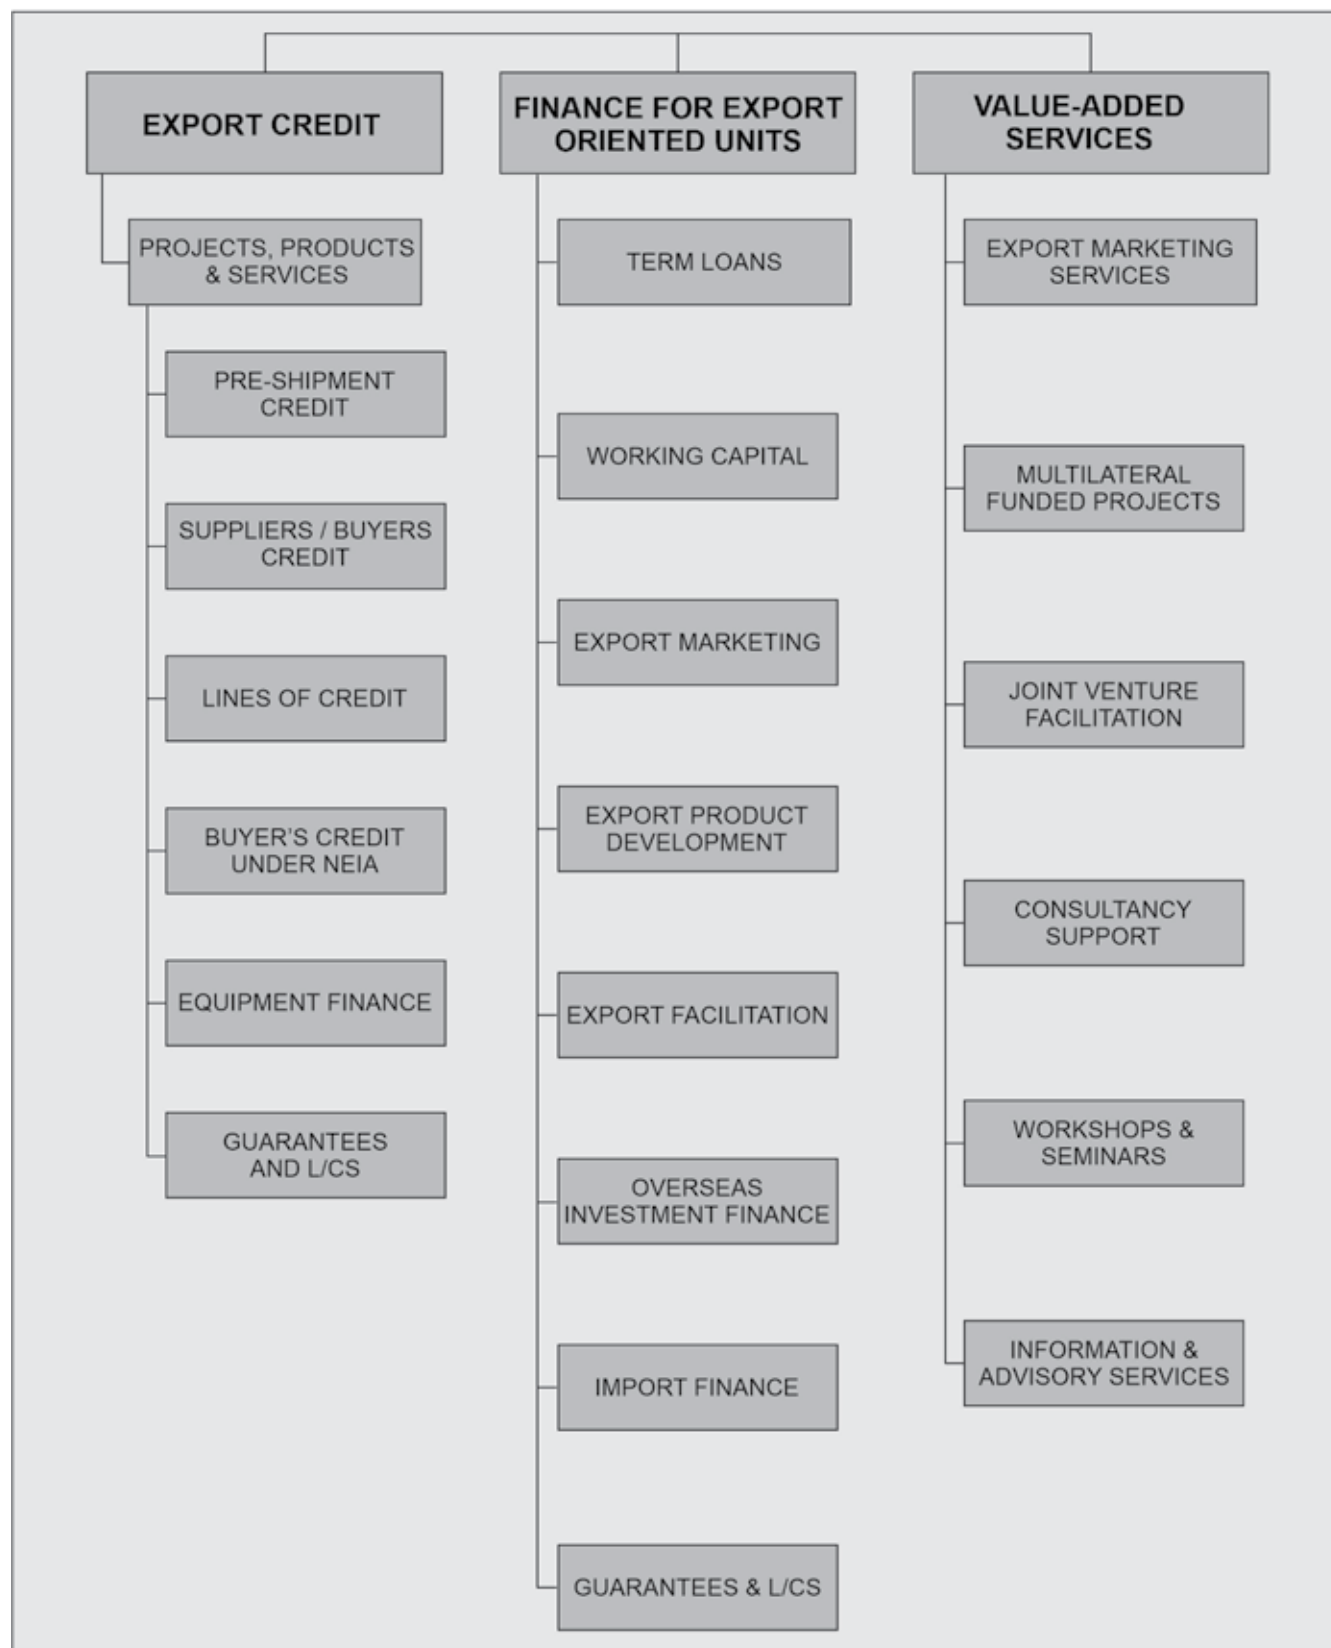 EXPORT CREDIT
PROJECTS, PRODUCTS
& SERVICES
PRE-SHIPMENT
CREDIT
SUPPLIERS / BUYERS
CREDIT
LINES OF CREDIT
BUYER’S CREDIT
UNDER NEIA
EQUIPMENT FINANCE
GUARANTEES
AND L/CS
FINANCE FOR EXPORT
ORIENTED UNITS
TERM LOANS
WORKING CAPITAL
EXPORT MARKETING
EXPORT PRODUCT
DEVELOPMENT
EXPORT FACILITATION
OVERSEAS
INVESTMENT FINANCE
IMPORT FINANCE
GUARANTEES & L/CS
VALUE-ADDED
SERVICES
EXPORT MARKETING
SERVICES
MULTILATERAL
FUNDED PROJECTS
JOINT VENTURE
FACILITATION
CONSULTANCY
SUPPORT
WORKSHOPS &
SEMINARS
INFORMATION &
ADVISORY SERVICES